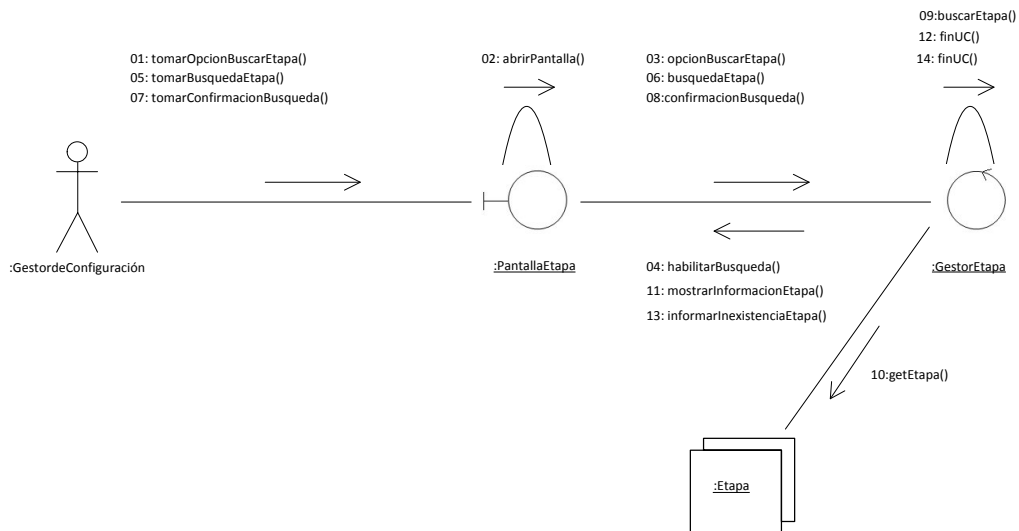 09:buscarEtapa()
12: finUC()
14: finUC()
01: tomarOpcionBuscarEtapa()
05: tomarBusquedaEtapa()
07: tomarConfirmacionBusqueda()
02: abrirPantalla()
03: opcionBuscarEtapa()
06: busquedaEtapa()
08:confirmacionBusqueda()
:GestordeConfiguración
:PantallaEtapa
04: habilitarBusqueda()
11: mostrarInformacionEtapa()
13: informarInexistenciaEtapa()
:GestorEtapa
10:getEtapa()
:Etapa